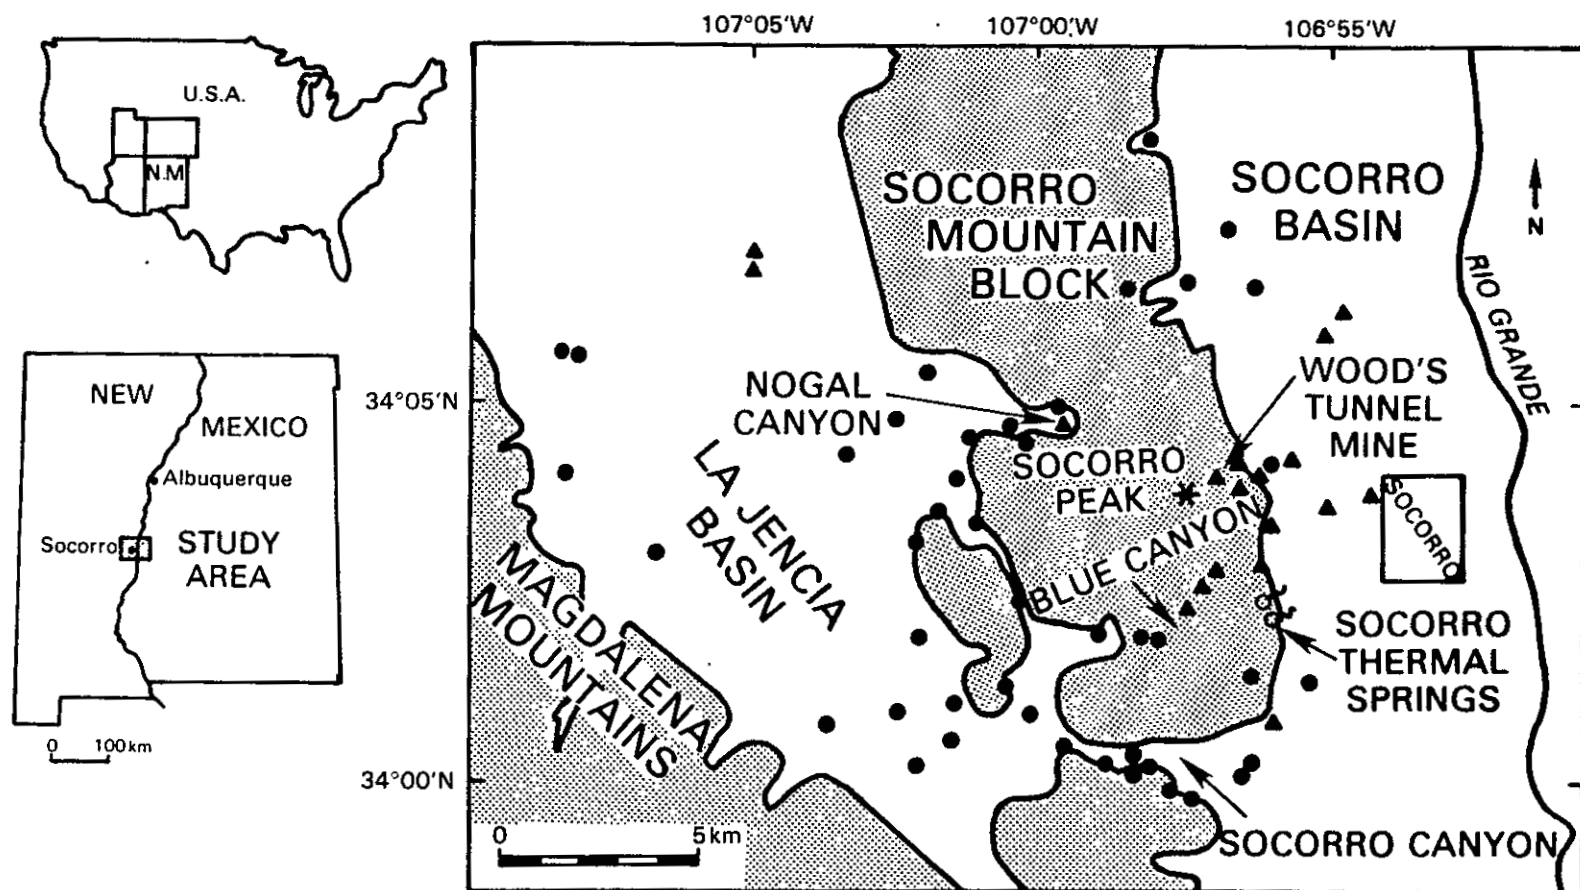 U.S.A.
N.M
NEW
MEXICO
Albuquerque
Socorro
STUDY
AREA
0 100km
107°05'W 107°00'W 106°55'W
34°05'N
34°00'N
SOCORRO
MOUNTAIN
BLOCK
SOCORRO
BASIN
N
RIO GRANDE
NOGAL
CANYON
WOOD'S
TUNNEL
MINE
SOCORRO
PEAK
LA JENCIA
BASIN
BLUE CANYON
SOCORRO
MAGDALENA
MOUNTAINS
SOCORRO
THERMAL
SPRINGS
SOCORRO CANYON
0 5km